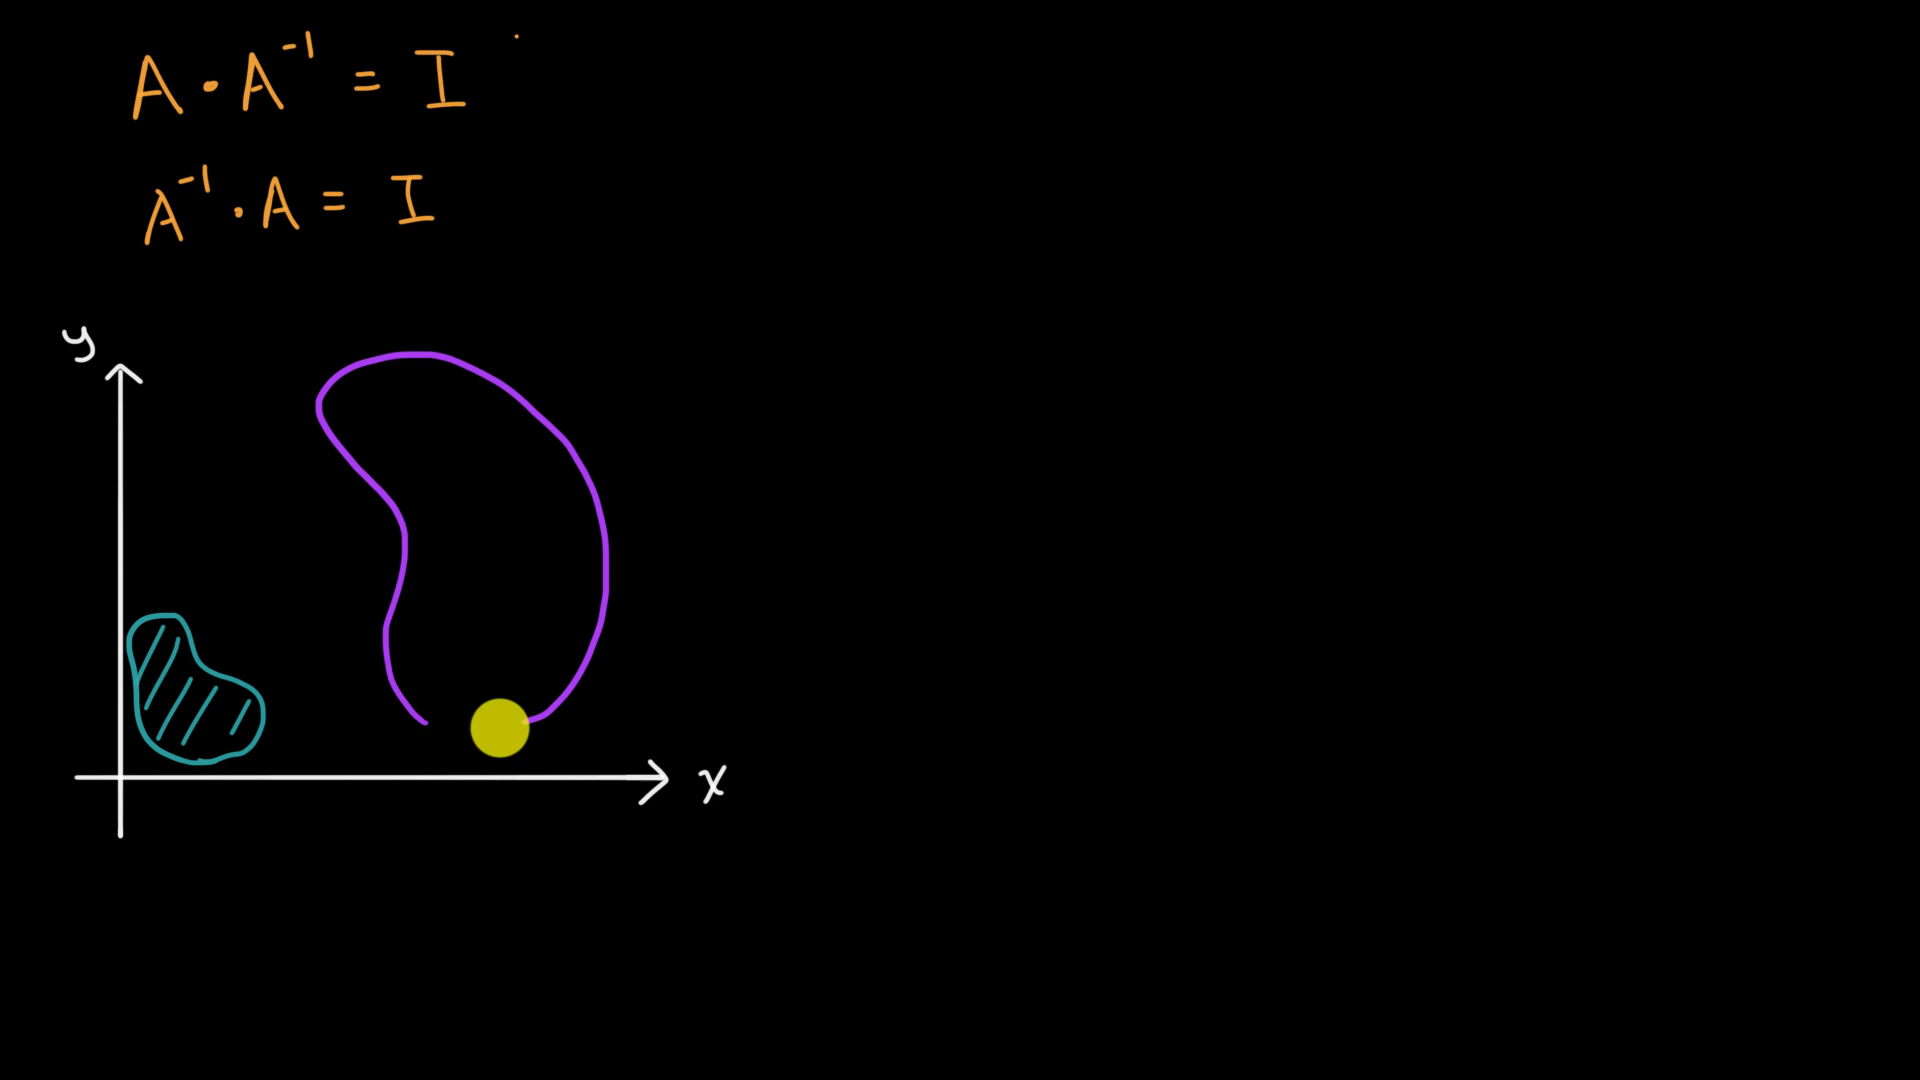 A · A⁻¹ = I
A⁻¹ · A = I
y
x